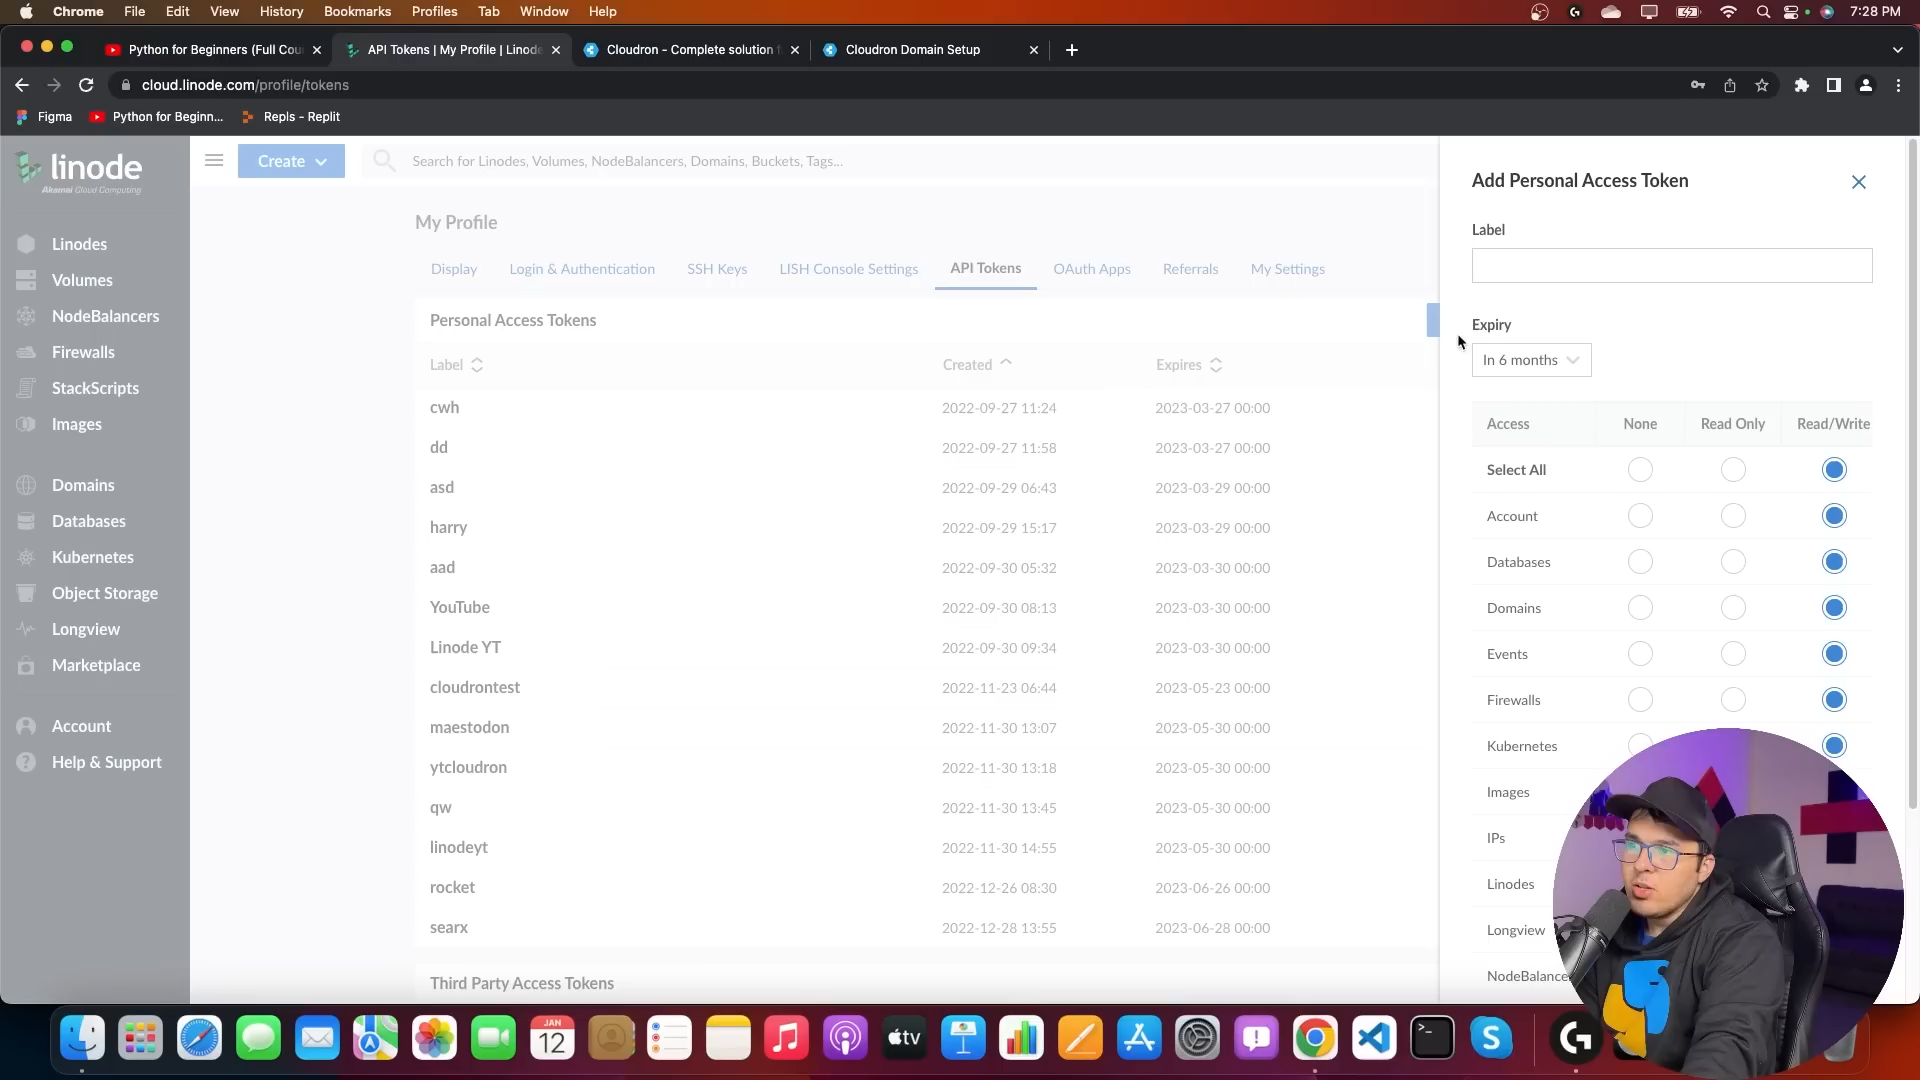 Chrome File Edit View History Bookmarks Profiles Tab Window Help 7:28 PM
Python for Beginners (Full Cou
API Tokens | My Profile | Linode
Cloudron - Complete solution f
Cloudron Domain Setup
cloud.linode.com/profile/tokens
Figma Python for Beginn... Repls - Replit
linode
Akamai Cloud Computing
Create
Search for Linodes, Volumes, NodeBalancers, Domains, Buckets, Tags...
Linodes
Volumes
NodeBalancers
Firewalls
StackScripts
Images
Domains
Databases
Kubernetes
Object Storage
Longview
Marketplace
Account
Help & Support
My Profile
Display Login & Authentication SSH Keys LISH Console Settings API Tokens OAuth Apps Referrals My Settings
Personal Access Tokens
Label Created Expires
cwh 2022-09-27 11:24 2023-03-27 00:00
dd 2022-09-27 11:58 2023-03-27 00:00
asd 2022-09-29 06:43 2023-03-29 00:00
harry 2022-09-29 15:17 2023-03-29 00:00
aad 2022-09-30 05:32 2023-03-30 00:00
YouTube 2022-09-30 08:13 2023-03-30 00:00
Linode YT 2022-09-30 09:34 2023-03-30 00:00
cloudrontest 2022-11-23 06:44 2023-05-23 00:00
maestodon 2022-11-30 13:07 2023-05-30 00:00
ytcloudron 2022-11-30 13:18 2023-05-30 00:00
qw 2022-11-30 13:45 2023-05-30 00:00
linodeyt 2022-11-30 14:55 2023-05-30 00:00
rocket 2022-12-26 08:30 2023-06-26 00:00
searx 2022-12-28 13:55 2023-06-28 00:00
Third Party Access Tokens
Add Personal Access Token
Label
Expiry
In 6 months
Access None Read Only Read/Write
Select All
Account
Databases
Domains
Events
Firewalls
Kubernetes
Images
IPs
Linodes
Longview
NodeBalance
JAN
12
tv